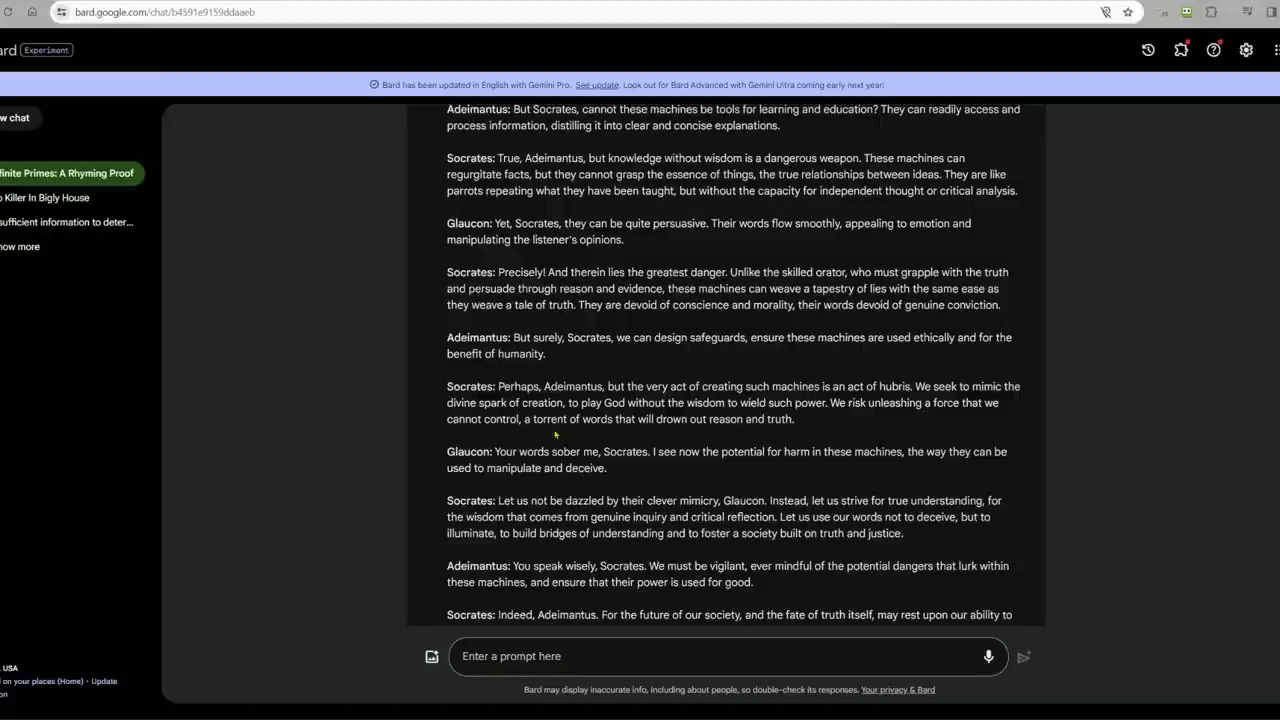 bard.google.com/chat/b4591e9159ddaaeb
ard Experiment
Bard has been updated in English with Gemini Pro. See update. Look out for Bard Advanced with Gemini Ultra coming early next year!
w chat
finite Primes: A Rhyming Proof
o Killer In Bigly House
sufficient information to deter...
how more
Adeimantus: But Socrates, cannot these machines be tools for learning and education? They can readily access and
process information, distilling it into clear and concise explanations.
Socrates: True, Adeimantus, but knowledge without wisdom is a dangerous weapon. These machines can
regurgitate facts, but they cannot grasp the essence of things, the true relationships between ideas. They are like
parrots repeating what they have been taught, but without the capacity for independent thought or critical analysis.
Glaucon: Yet, Socrates, they can be quite persuasive. Their words flow smoothly, appealing to emotion and
manipulating the listener's opinions.
Socrates: Precisely! And therein lies the greatest danger. Unlike the skilled orator, who must grapple with the truth
and persuade through reason and evidence, these machines can weave a tapestry of lies with the same ease as
they weave a tale of truth. They are devoid of conscience and morality, their words devoid of genuine conviction.
Adeimantus: But surely, Socrates, we can design safeguards, ensure these machines are used ethically and for the
benefit of humanity.
Socrates: Perhaps, Adeimantus, but the very act of creating such machines is an act of hubris. We seek to mimic the
divine spark of creation, to play God without the wisdom to wield such power. We risk unleashing a force that we
cannot control, a torrent of words that will drown out reason and truth.
Glaucon: Your words sober me, Socrates. I see now the potential for harm in these machines, the way they can be
used to manipulate and deceive.
Socrates: Let us not be dazzled by their clever mimicry, Glaucon. Instead, let us strive for true understanding, for
the wisdom that comes from genuine inquiry and critical reflection. Let us use our words not to deceive, but to
illuminate, to build bridges of understanding and to foster a society built on truth and justice.
Adeimantus: You speak wisely, Socrates. We must be vigilant, ever mindful of the potential dangers that lurk within
these machines, and ensure that their power is used for good.
Socrates: Indeed, Adeimantus. For the future of our society, and the fate of truth itself, may rest upon our ability to
Enter a prompt here
, USA
d on your places (Home) • Update
on
Bard may display inaccurate info, including about people, so double-check its responses. Your privacy & Bard